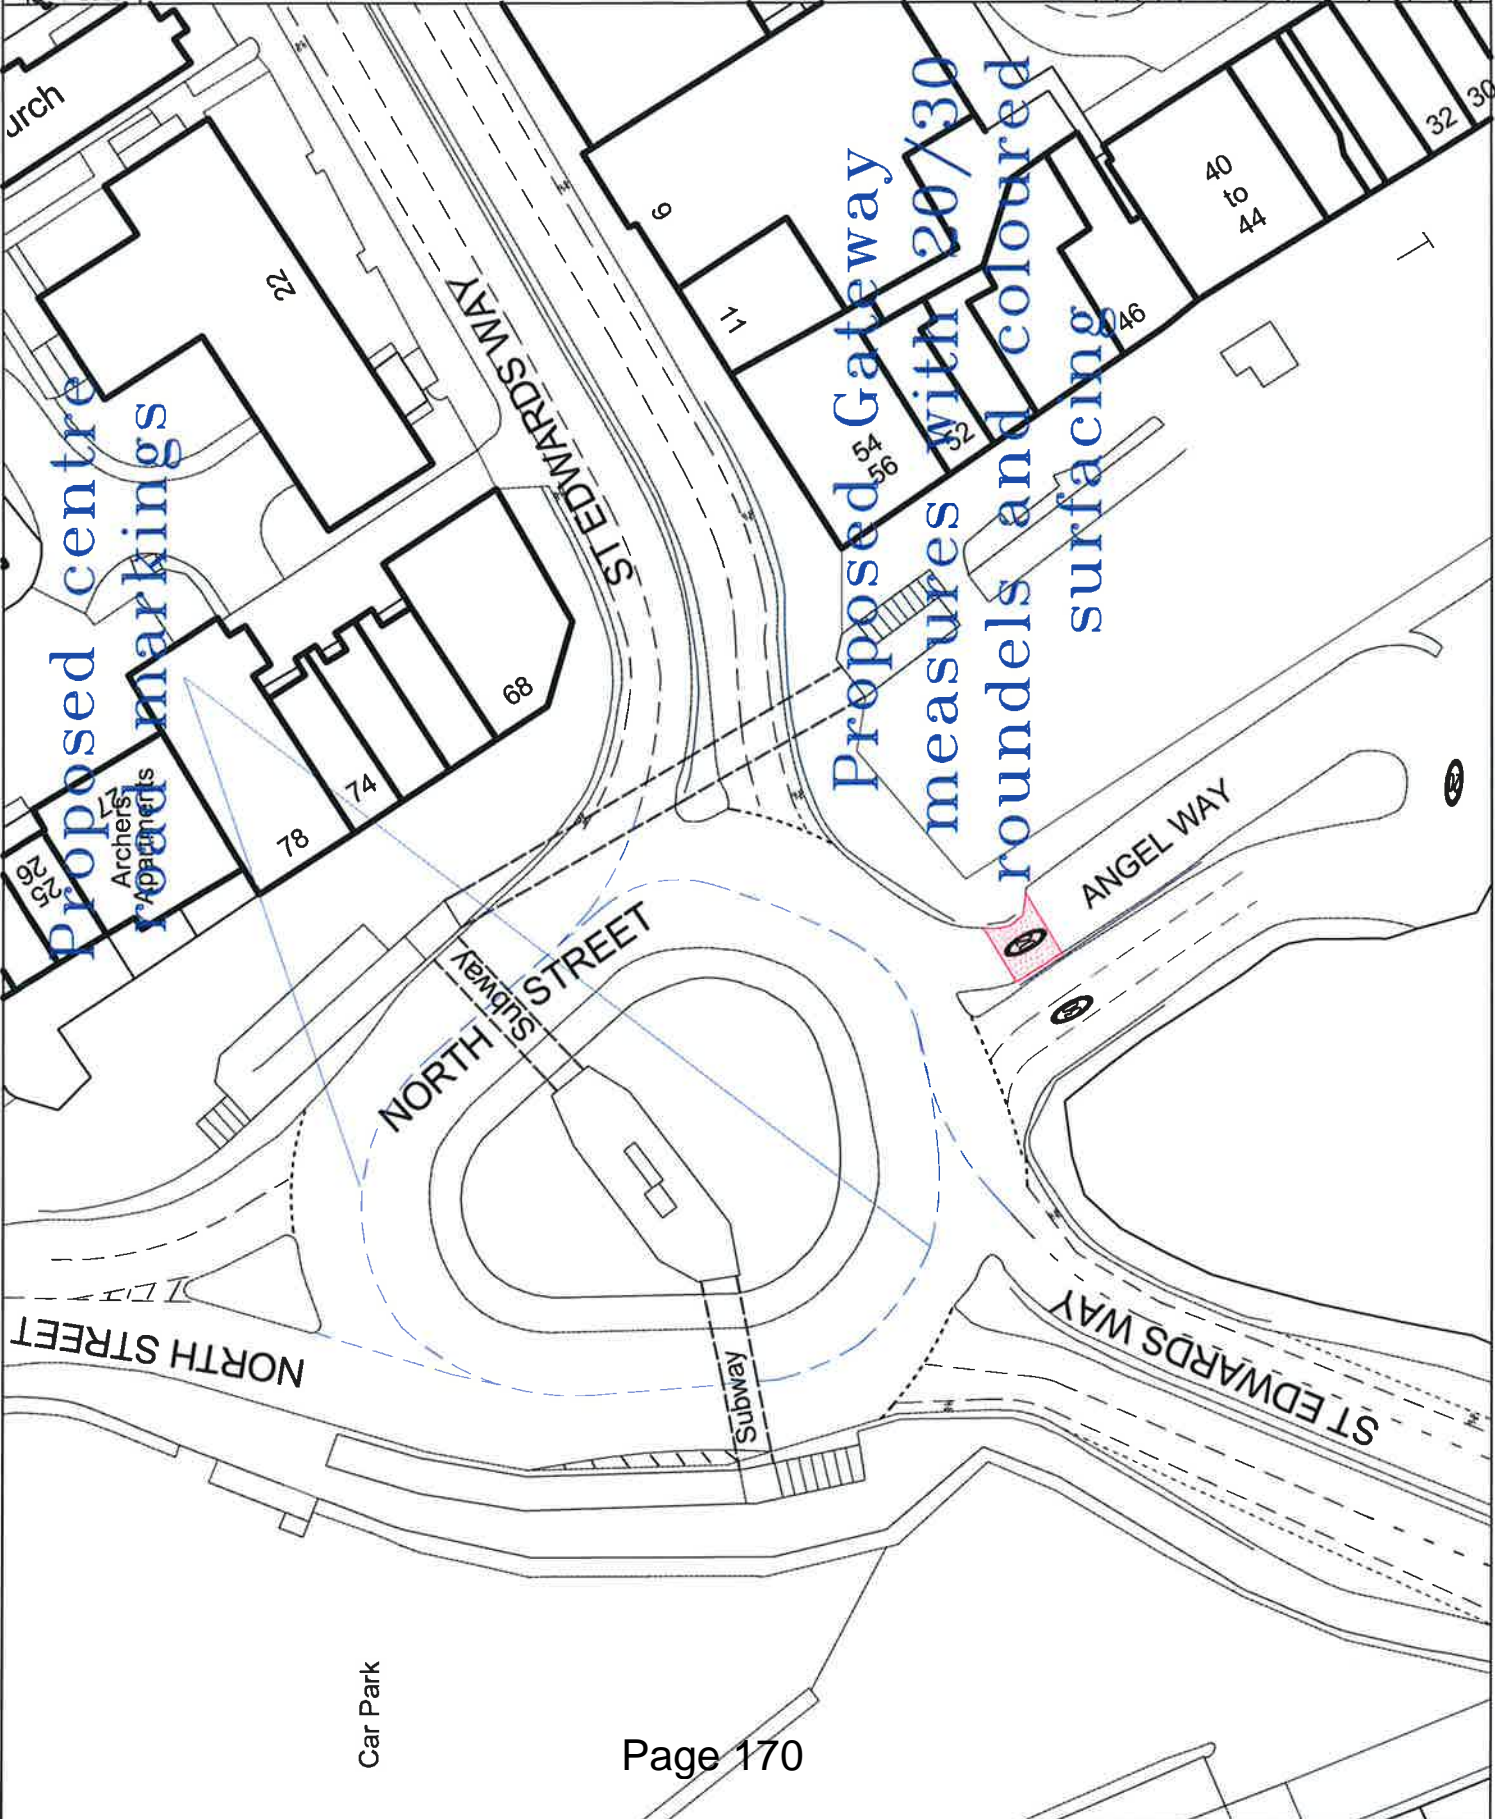 urch
22
ST EDWARDS WAY
9
11
54
56
52
46
40
to
44
32
30
Proposed centre
road markings
Proposed Gateway
measures with 20/30
roundels and coloured
surfacing
68
74
78
27
Archers
Apartments
25
26
Subway
NORTH STREET
ANGEL WAY
NORTH STREET
Subway
ST EDWARDS WAY
Car Park
Page 170